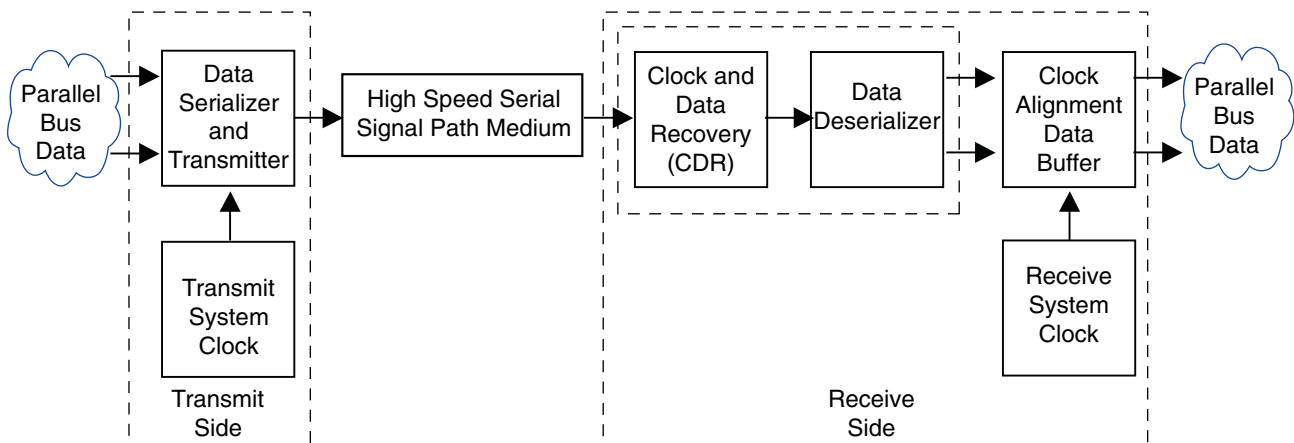 Parallel
Bus
Data
Data
Serializer
and
Transmitter
High Speed Serial
Signal Path Medium
Clock and
Data
Recovery
(CDR)
Data
Deserializer
Clock
Alignment
Data
Buffer
Parallel
Bus
Data
Transmit
System
Clock
Receive
System
Clock
Transmit
Side
Receive
Side